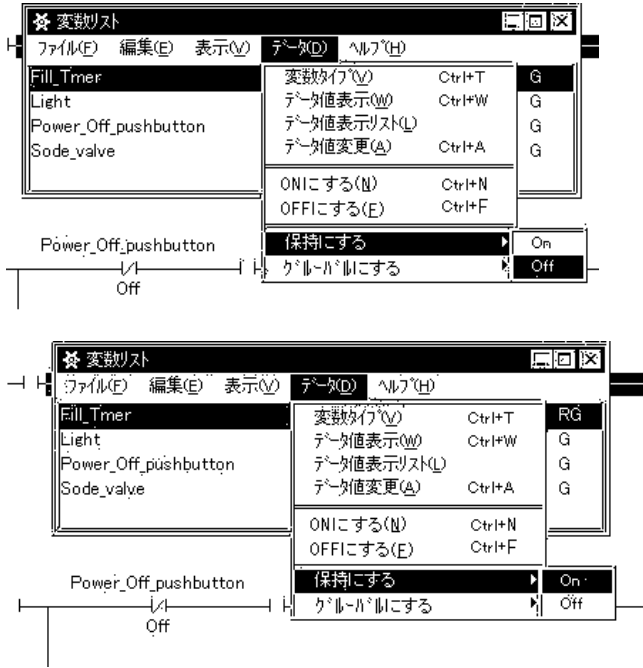 変数リスト
ファイル(F) 編集(E) 表示(V) データ(D) ヘルプ(H)
Fill_Tmer 変数タイプ(V) Ctrl+T G
Light データ値表示(W) Ctrl+W G
Power_Off_pushbutton データ値表示リスト(L) G
Sode_valve データ値変更(A) Ctrl+A G
ONにする(N) Ctrl+N
OFFにする(F) Ctrl+F
Power_Off_pushbutton 保持にする On
グルーバルにする Off
Off
変数リスト
ファイル(F) 編集(E) 表示(V) データ(D) ヘルプ(H)
Fill_Tmer 変数タイプ(V) Ctrl+T RG
Light データ値表示(W) Ctrl+W G
Power_Off_pushbutton データ値表示リスト(L) G
Sode_valve データ値変更(A) Ctrl+A G
ONにする(N) Ctrl+N
OFFにする(F) Ctrl+F
Power_Off_pushbutton 保持にする On
グルーバルにする Off
Off